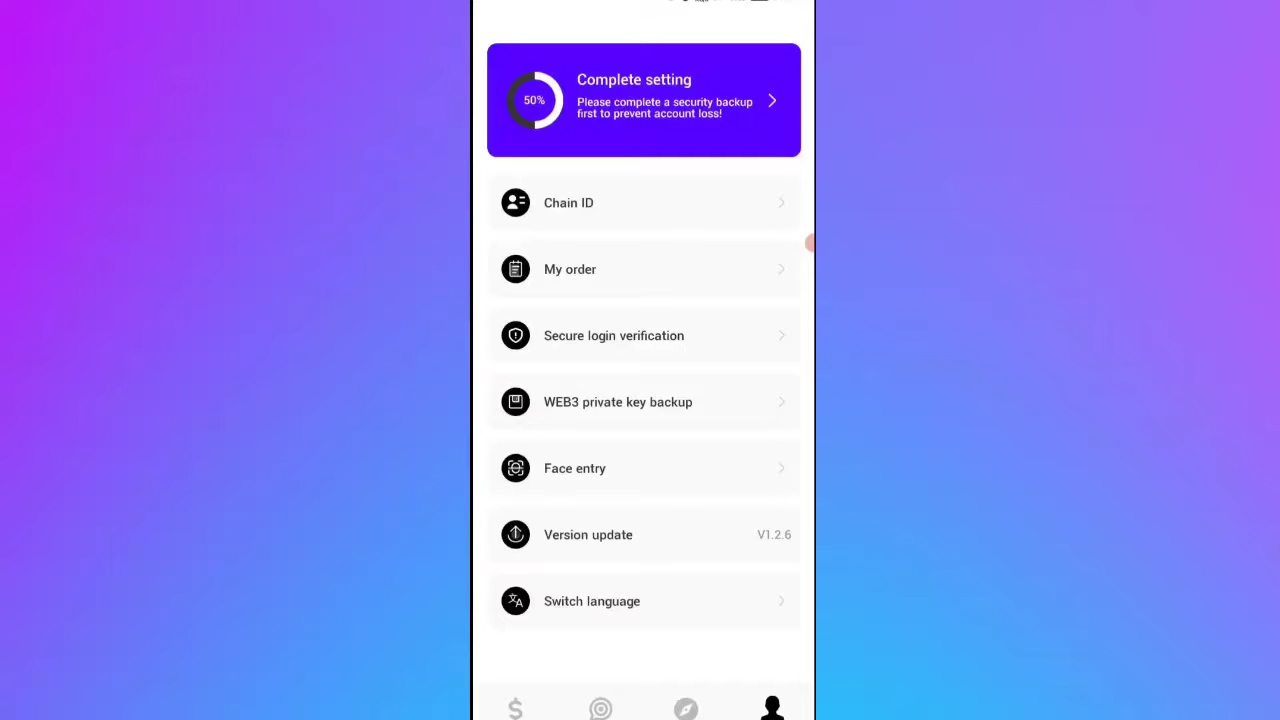 Complete setting
50%
Please complete a security backup
first to prevent account loss!
Chain ID
My order
Secure login verification
WEB3 private key backup
Face entry
Version update V1.2.6
Switch language